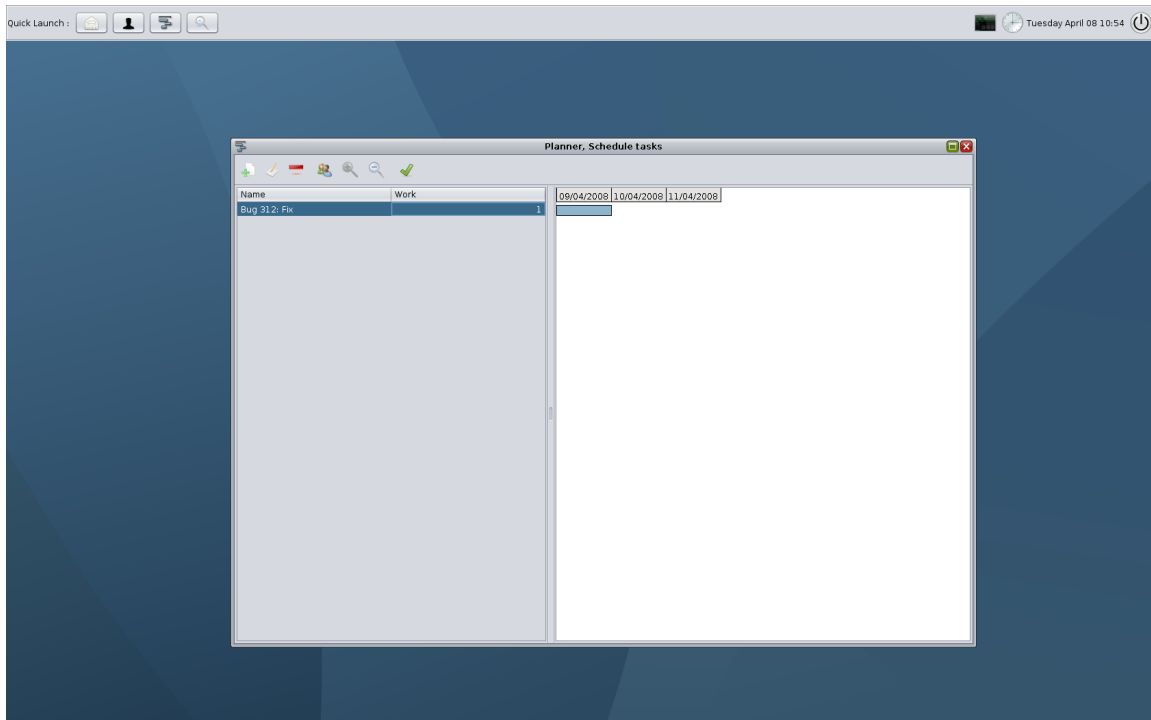 Quick Launch : Tuesday April 08 10:54
Planner, Schedule tasks
Name Work 09/04/2008 10/04/2008 11/04/2008
Bug 312: Fix 1